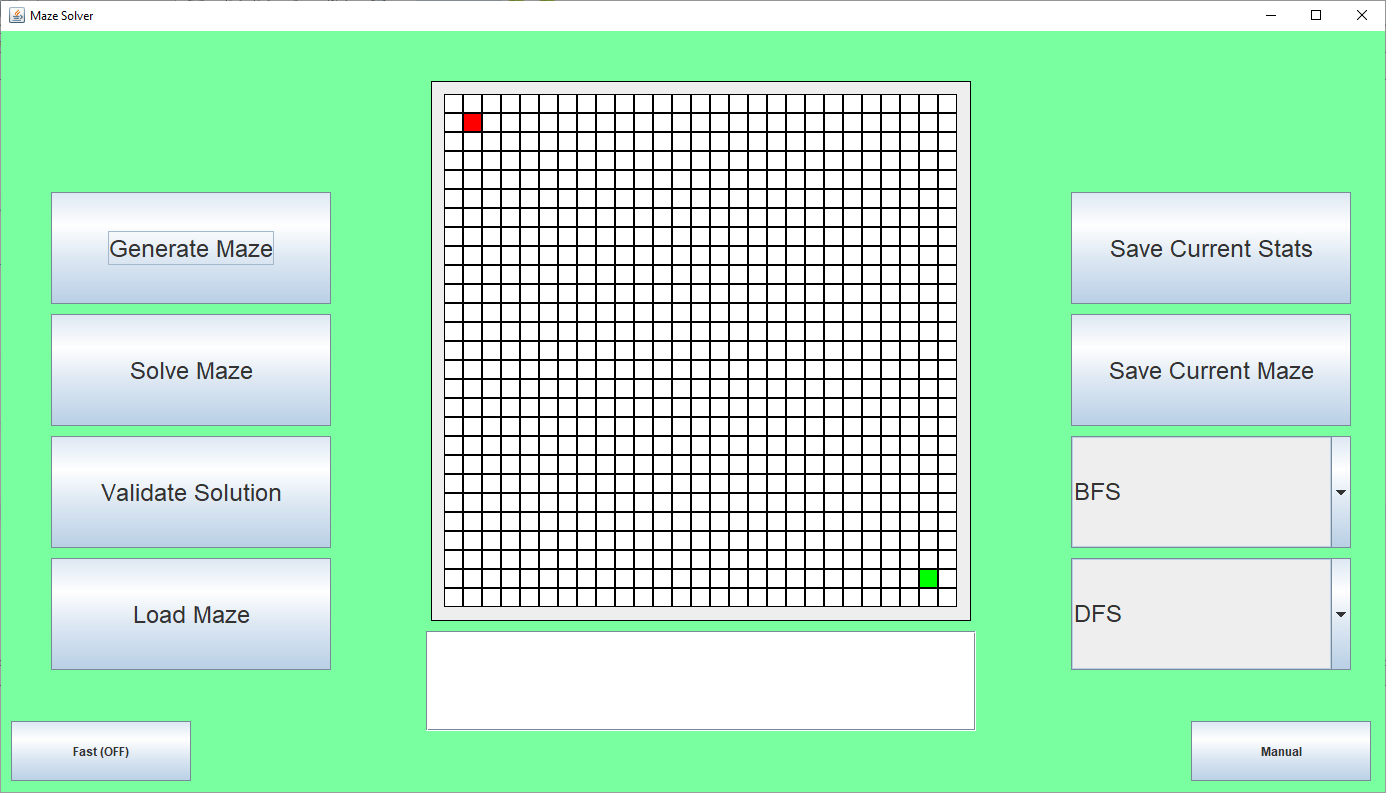 Maze Solver
Generate Maze
Solve Maze
Validate Solution
Load Maze
Save Current Stats
Save Current Maze
BFS
DFS
Fast (OFF)
Manual